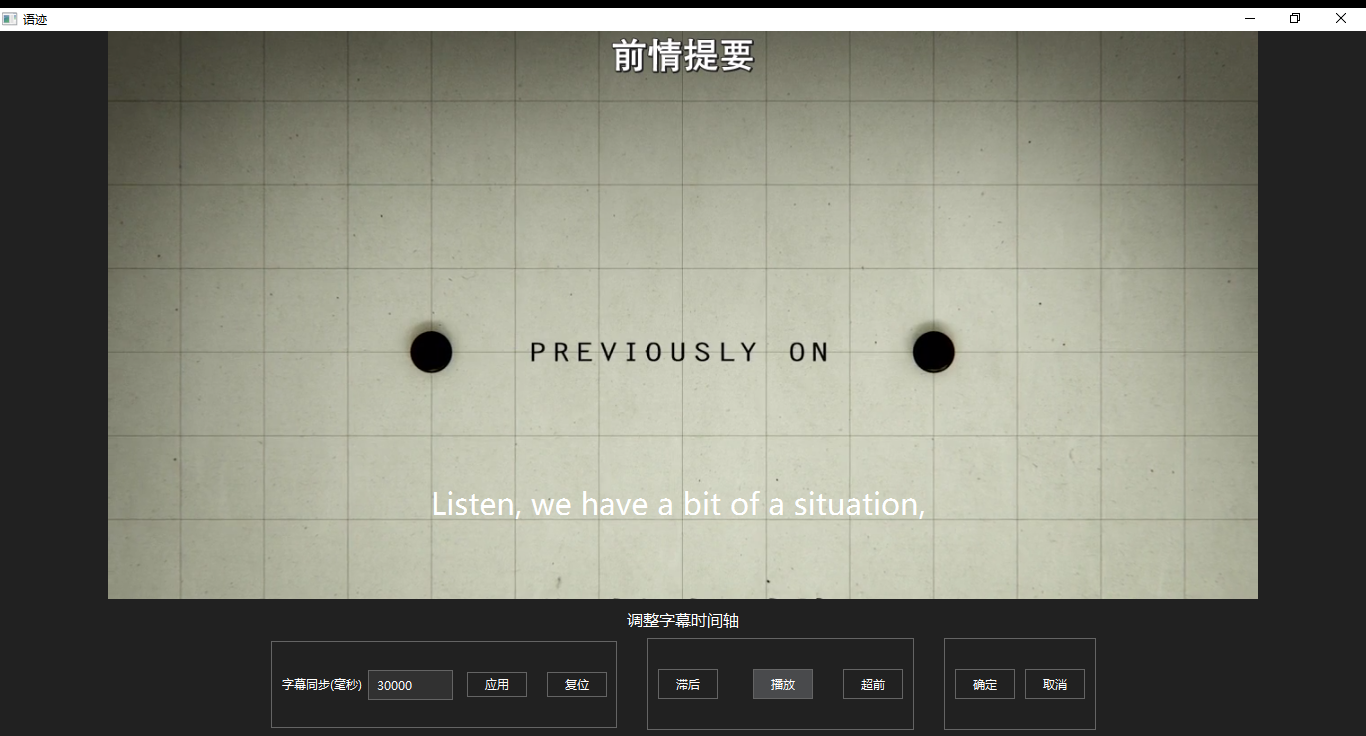 语迹
前情提要
PREVIOUSLY ON
Listen, we have a bit of a situation,
调整字幕时间轴
字幕同步(毫秒) 30000 应用 复位 滞后 播放 超前 确定 取消